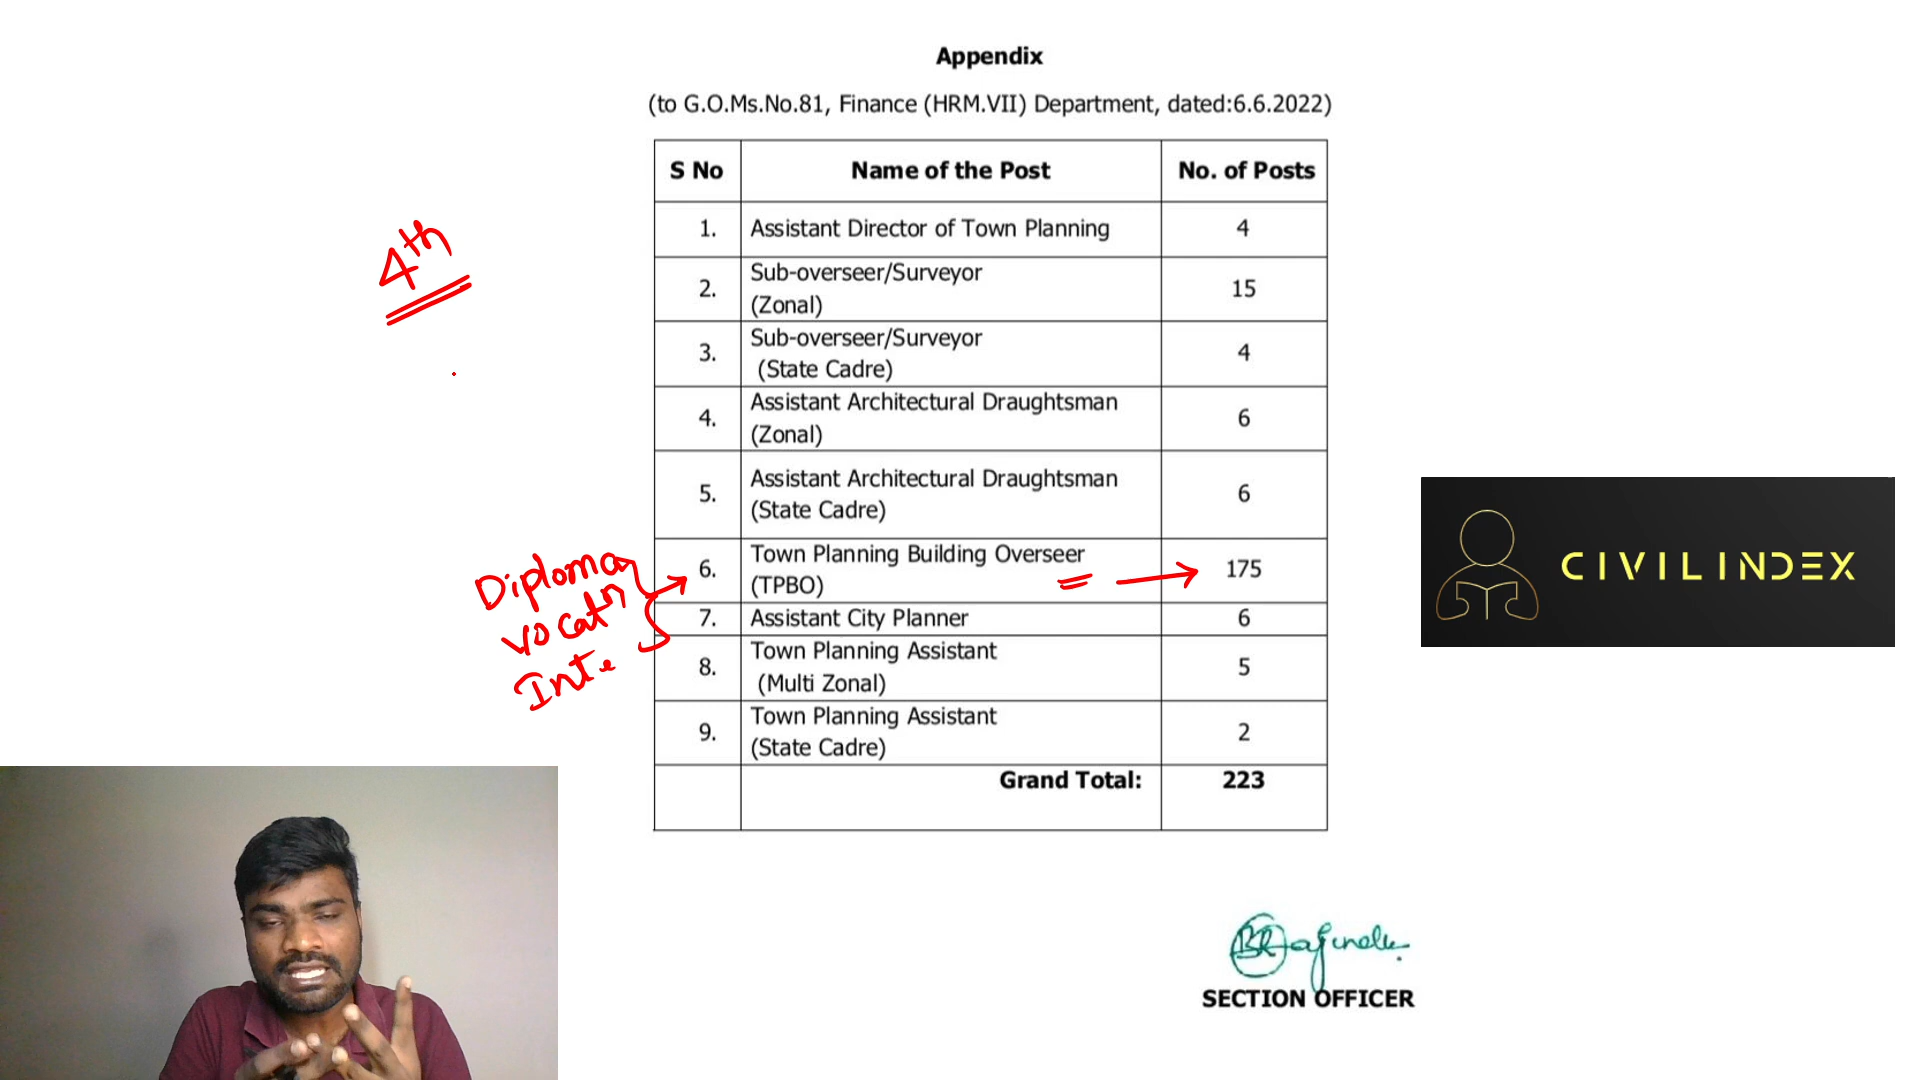 Appendix
(to G.O.Ms.No.81, Finance (HRM.VII) Department, dated:6.6.2022)
S No Name of the Post No. of Posts
1. Assistant Director of Town Planning 4
2. Sub-overseer/Surveyor
(Zonal) 15
3. Sub-overseer/Surveyor
(State Cadre) 4
4. Assistant Architectural Draughtsman
(Zonal) 6
5. Assistant Architectural Draughtsman
(State Cadre) 6
6. Town Planning Building Overseer
(TPBO) 175
7. Assistant City Planner 6
8. Town Planning Assistant
(Multi Zonal) 5
9. Town Planning Assistant
(State Cadre) 2
Grand Total: 223
4th
Diploma
Inte
CIVILINDEX
SECTION OFFICER